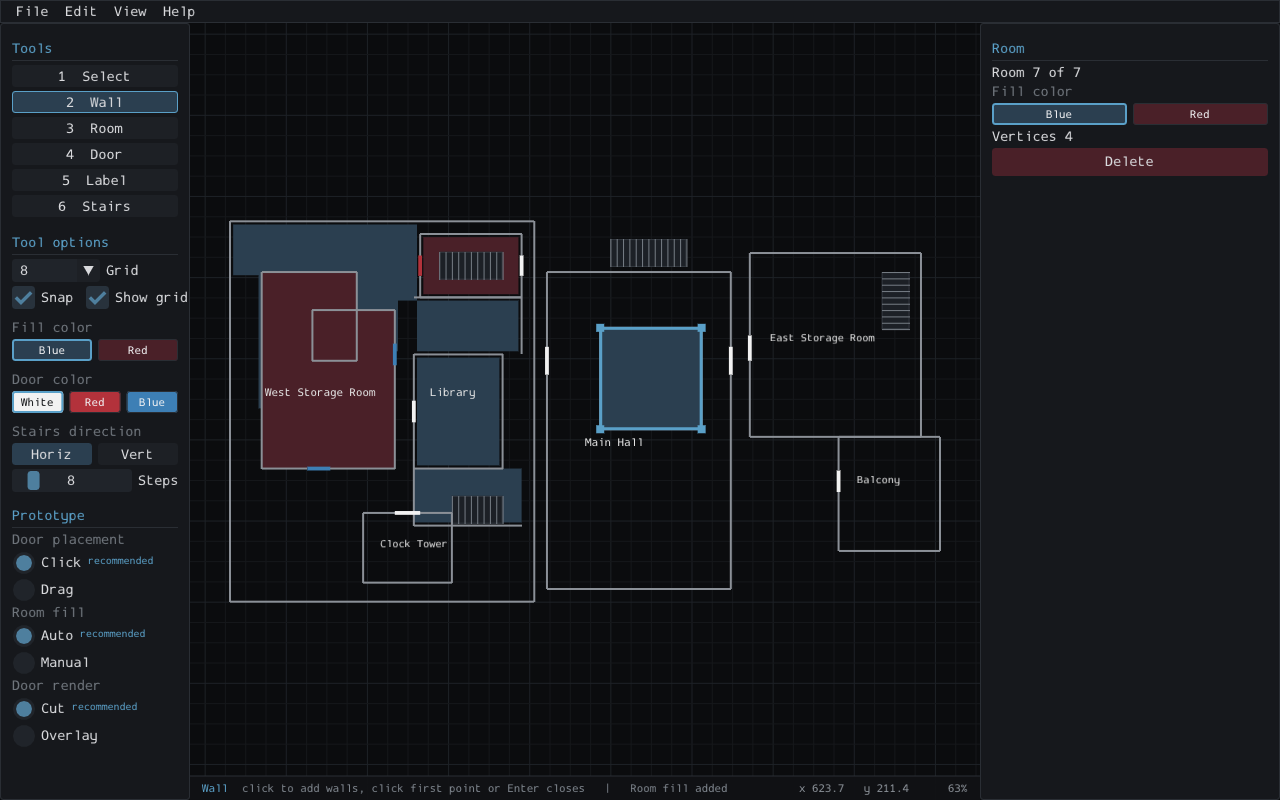 File Edit View Help
Tools
1 Select
2 Wall
3 Room
4 Door
5 Label
6 Stairs
Tool options
8 ▼ Grid
Snap Show grid
Fill color
Blue Red
Door color
White Red Blue
Stairs direction
Horiz Vert
8 Steps
Prototype
Door placement
Click recommended
Drag
Room fill
Auto recommended
Manual
Door render
Cut recommended
Overlay
West Storage Room
Library
Clock Tower
Main Hall
East Storage Room
Balcony
Wall click to add walls, click first point or Enter closes | Room fill added x 623.7 y 211.4 63%
Room
Room 7 of 7
Fill color
Blue Red
Vertices 4
Delete